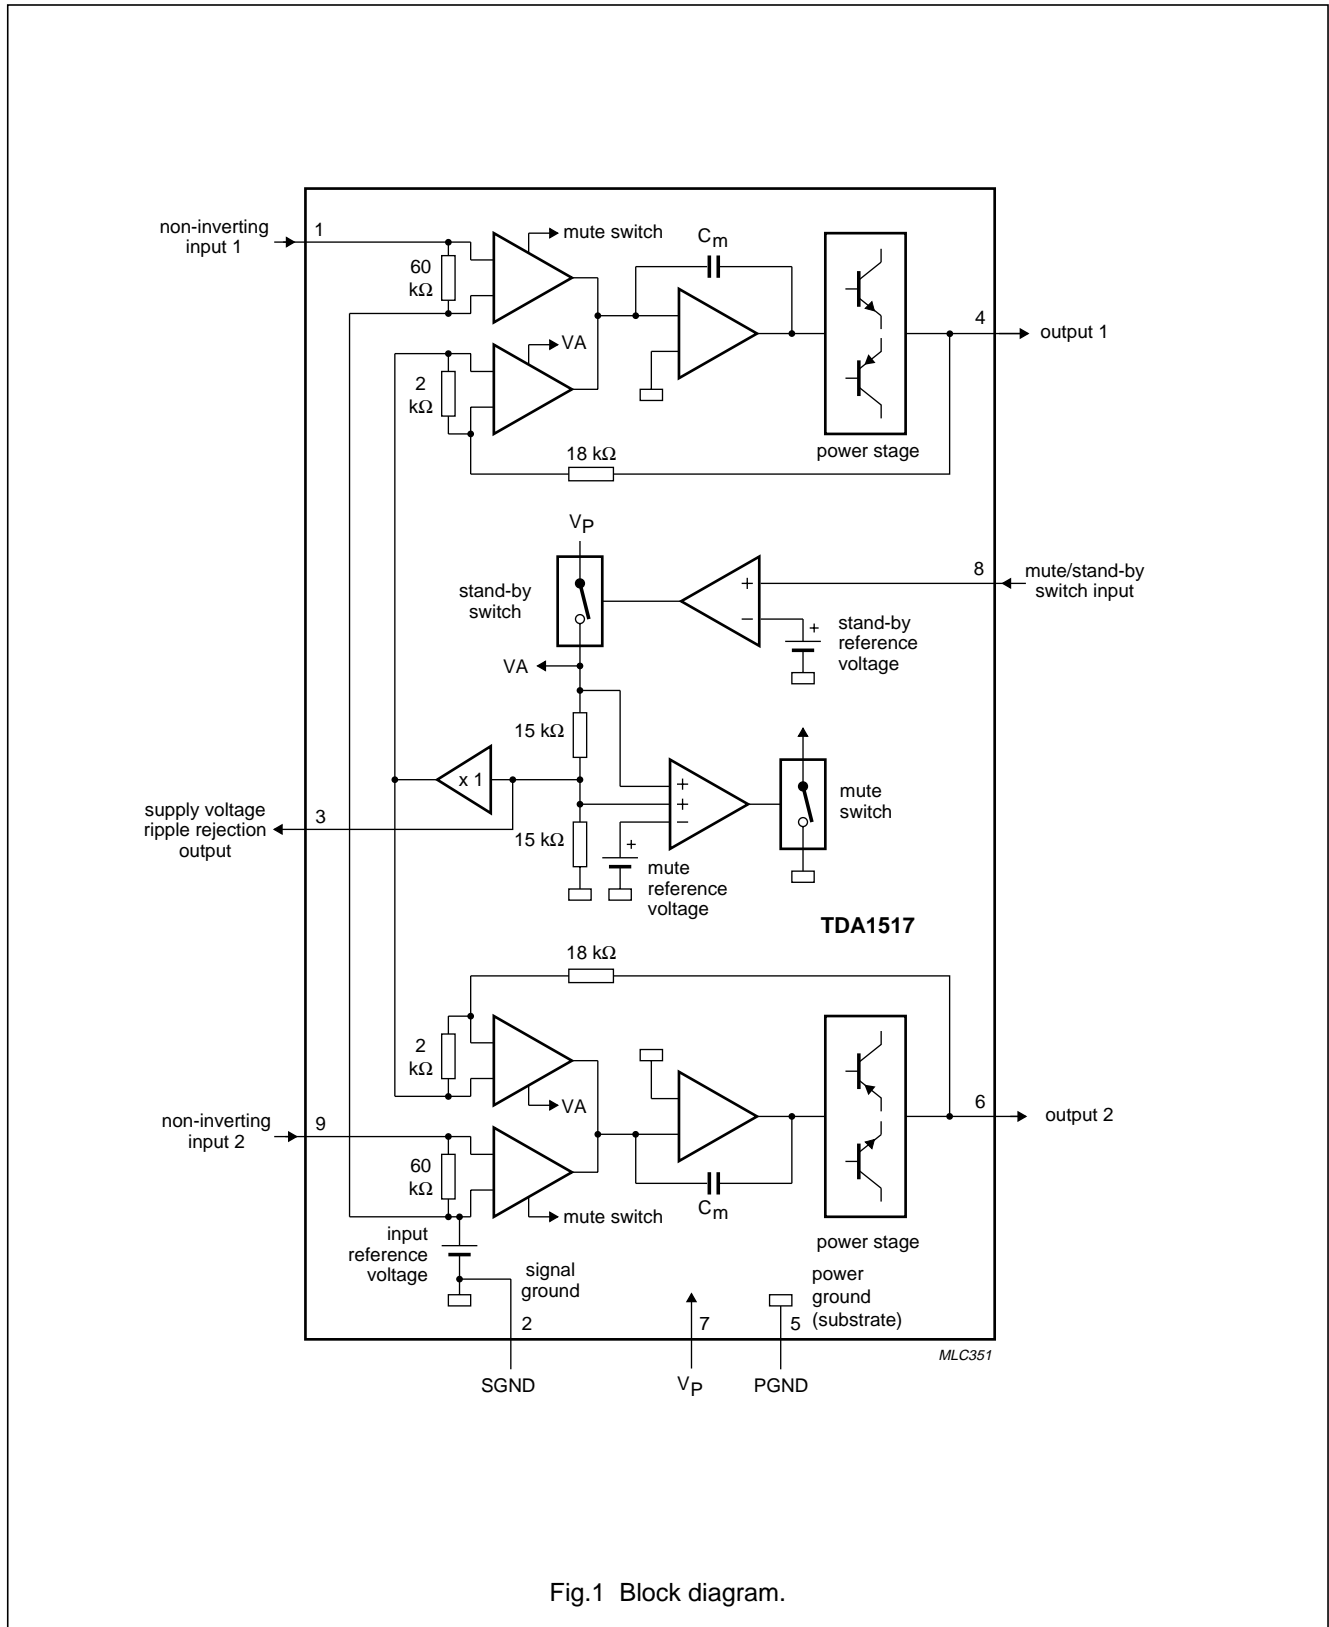 non-inverting
input 1
1
60
kΩ
mute switch
Cm
VA
2
kΩ
18 kΩ
power stage
4
output 1
VP
stand-by
switch
+
−
8
mute/stand-by
switch input
+
stand-by
reference
voltage
VA
15 kΩ
x 1
+
+
−
mute
switch
supply voltage
ripple rejection
output
3
15 kΩ
+
mute
reference
voltage
TDA1517
18 kΩ
2
kΩ
VA
non-inverting
input 2
9
60
kΩ
mute switch
Cm
6
output 2
power stage
input
reference
voltage
signal
ground
power
ground
(substrate)
2
7
5
MLC351
SGND
VP
PGND
Fig.1 Block diagram.